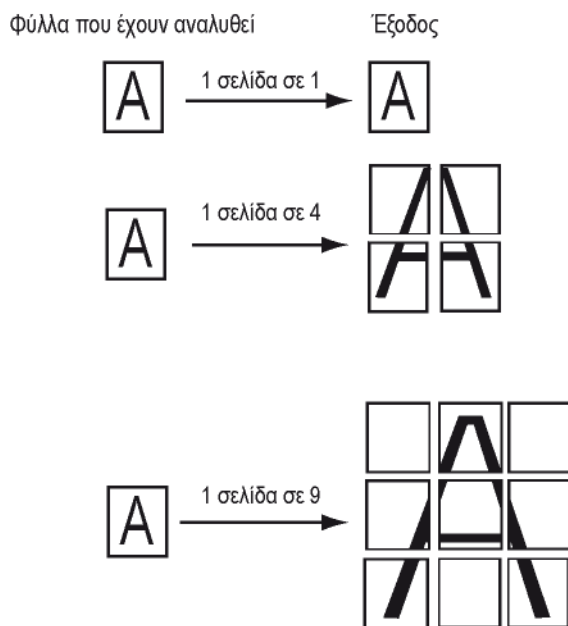 Φύλλα που έχουν αναλυθεί Έξοδος
A 1 σελίδα σε 1 A
A 1 σελίδα σε 4 A
A 1 σελίδα σε 9 A